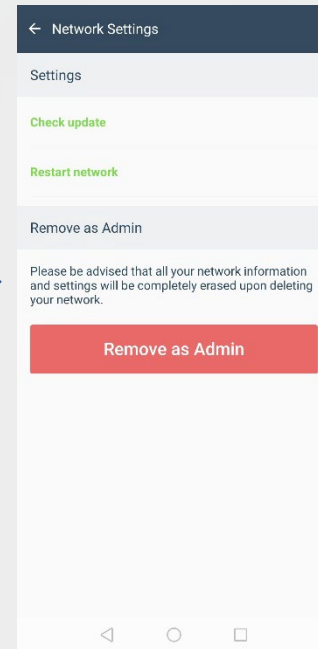 Network Settings
Settings
Check update
Restart network
Remove as Admin
Please be advised that all your network information
and settings will be completely erased upon deleting
your network.
Remove as Admin